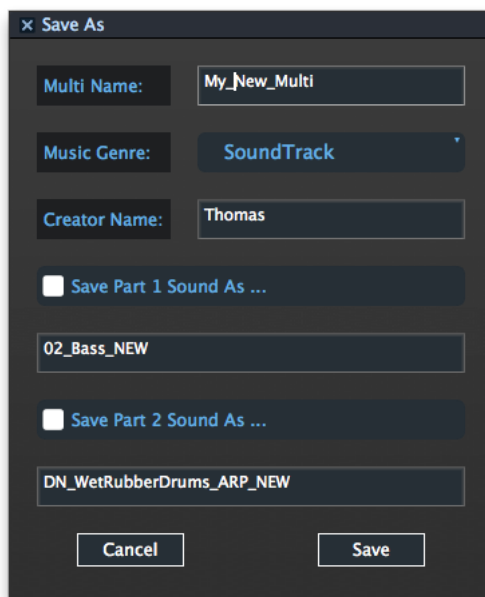 Save As
Multi Name: My_New_Multi
Music Genre: SoundTrack
Creator Name: Thomas
Save Part 1 Sound As ...
02_Bass_NEW
Save Part 2 Sound As ...
DN_WetRubberDrums_ARP_NEW
Cancel Save